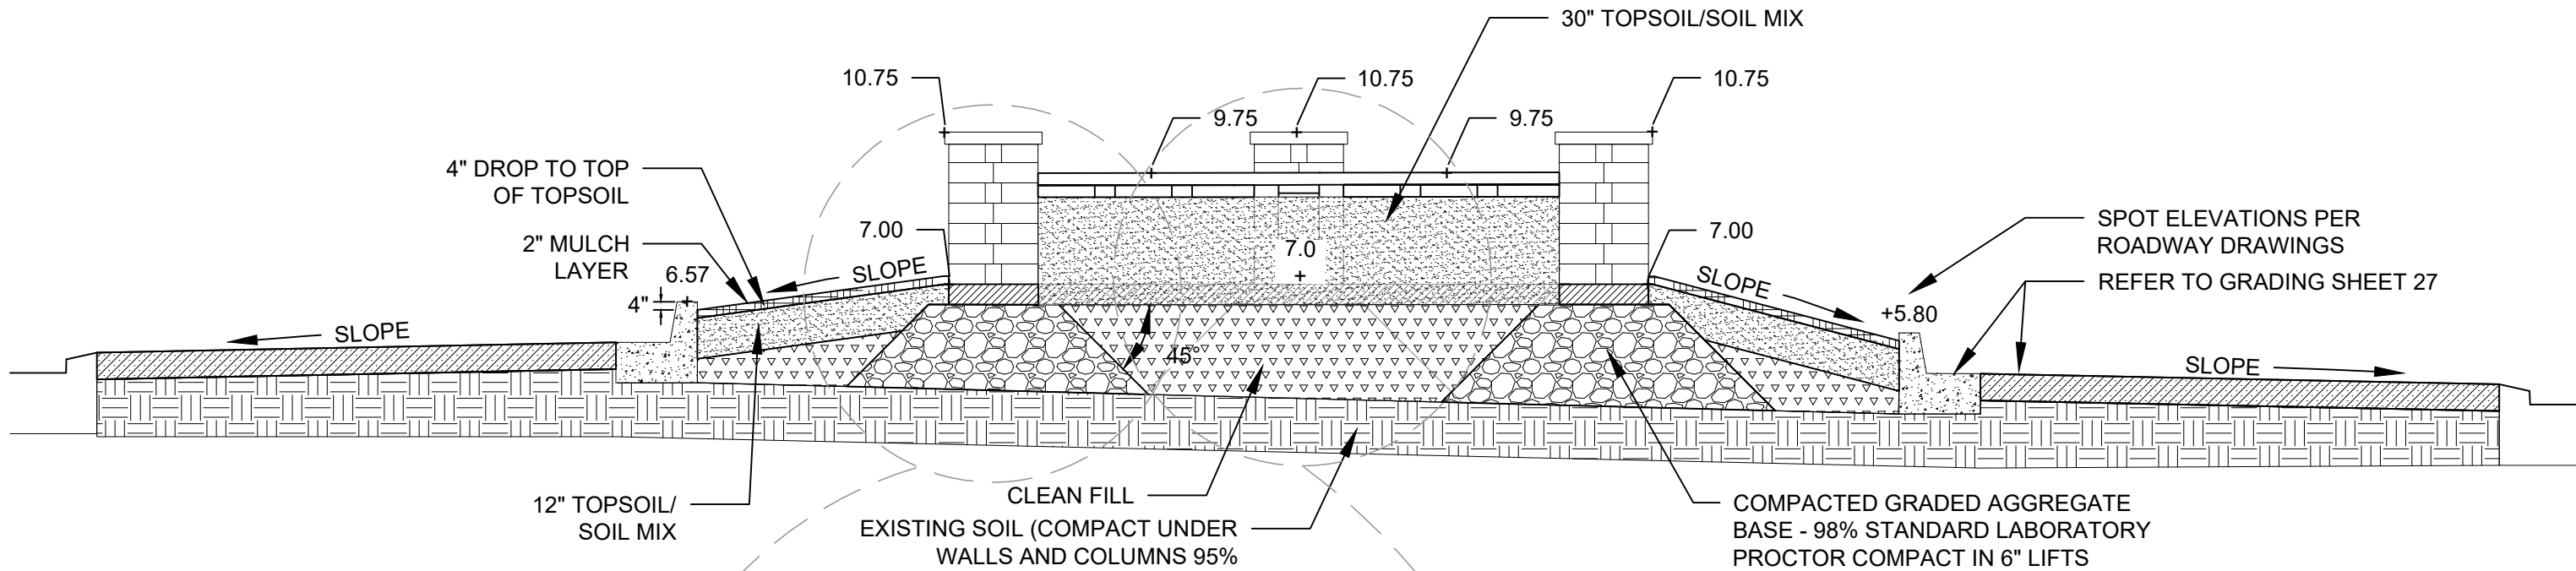 30" TOPSOIL/SOIL MIX
10.75
10.75
10.75
9.75
9.75
4" DROP TO TOP
OF TOPSOIL
2" MULCH
LAYER
7.00
7.0
7.00
SPOT ELEVATIONS PER
ROADWAY DRAWINGS
REFER TO GRADING SHEET 27
6.57
4"
SLOPE
SLOPE
SLOPE
+5.80
SLOPE
45°
12" TOPSOIL/
SOIL MIX
CLEAN FILL
EXISTING SOIL (COMPACT UNDER
WALLS AND COLUMNS 95%
COMPACTED GRADED AGGREGATE
BASE - 98% STANDARD LABORATORY
PROCTOR COMPACT IN 6" LIFTS